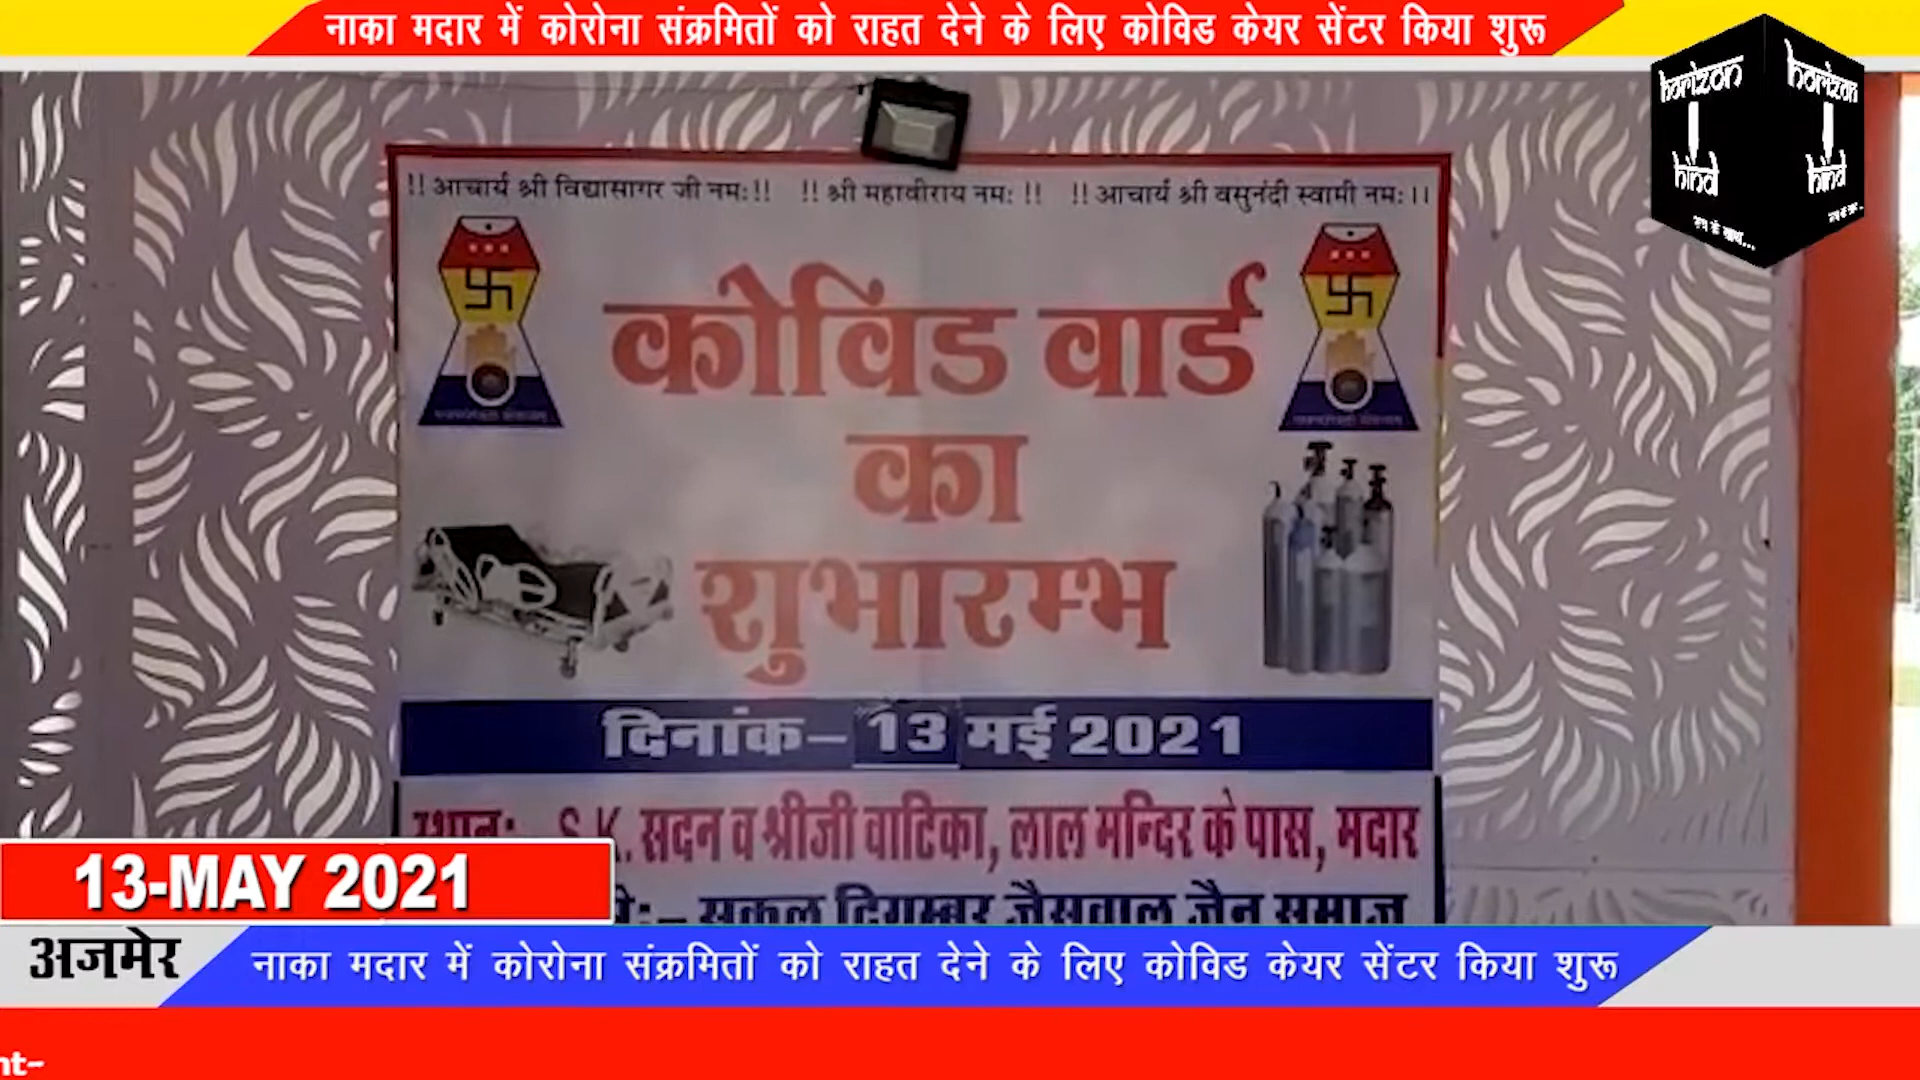 नाका मदार में कोरोना संक्रमितों को राहत देने के लिए कोविड केयर सेंटर किया शुरू
horizon hind
horizon hind
!! आचार्य श्री विद्यासागर जी नमः!! !! श्री महावीराय नमः !! !! आचार्य श्री वसुनंदी स्वामी नमः।।
कोविड वार्ड
का
शुभारम्भ
दिनांक– 13 मई 2021
स्थान:– S.K. सदन व श्रीजी वाटिका, लाल मन्दिर के पास, मदार
सकल दिगम्बर जैसवाल जैन समाज
13-MAY 2021
अजमेर
नाका मदार में कोरोना संक्रमितों को राहत देने के लिए कोविड केयर सेंटर किया शुरू
nt-